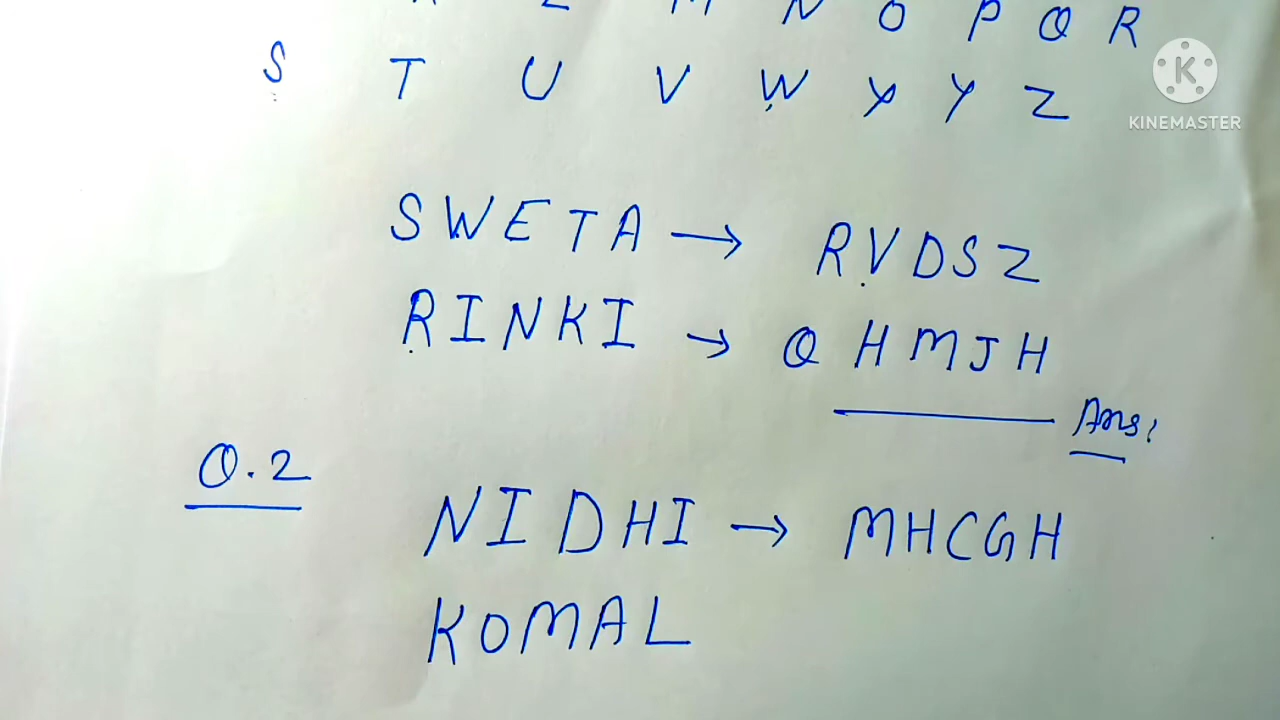 K L M N O P Q R
S T U V W X Y Z
KINEMASTER
SWETA → RVDSZ
RINKI → QHMJH
Ans:
Q.2
NIDHI → MHCGH
KOMAL